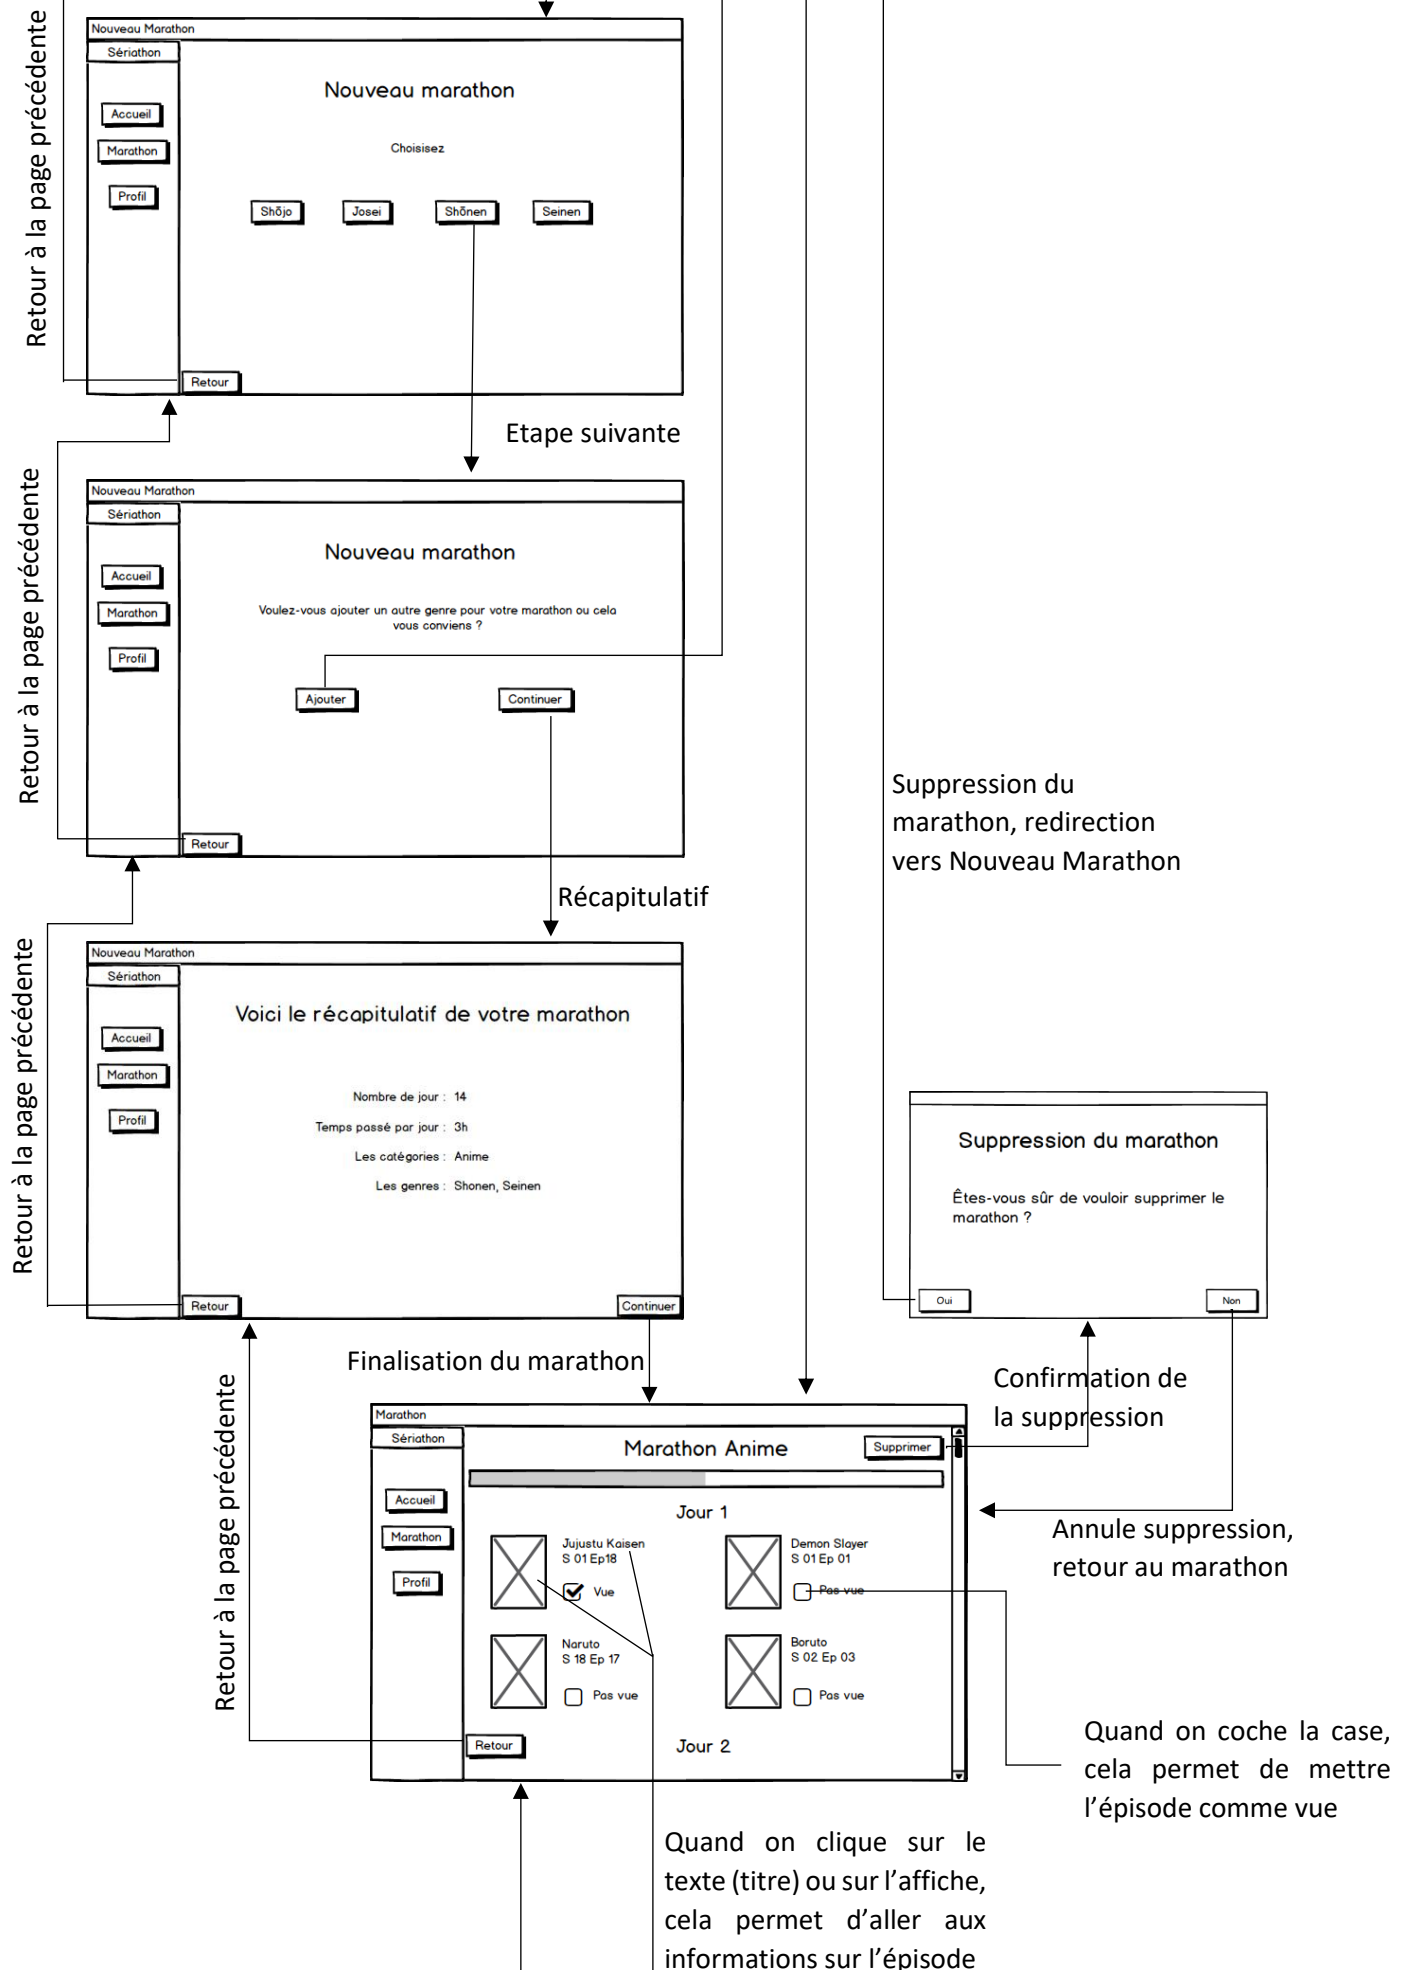 Retour à la page précédente
Nouveau Marathon
Sériathon
Accueil
Marathon
Profil
Nouveau marathon
Choisisez
Shōjo
Josei
Shōnen
Seinen
Retour
Etape suivante
Retour à la page précédente
Nouveau Marathon
Sériathon
Accueil
Marathon
Profil
Nouveau marathon
Voulez-vous ajouter un autre genre pour votre marathon ou cela
vous conviens ?
Ajouter
Continuer
Retour
Suppression du
marathon, redirection
vers Nouveau Marathon
Récapitulatif
Retour à la page précédente
Nouveau Marathon
Sériathon
Accueil
Marathon
Profil
Voici le récapitulatif de votre marathon
Nombre de jour : 14
Temps passé par jour : 3h
Les catégories : Anime
Les genres : Shonen, Seinen
Retour
Continuer
Suppression du marathon
Êtes-vous sûr de vouloir supprimer le
marathon ?
Oui
Non
Finalisation du marathon
Confirmation de
la suppression
Retour à la page précédente
Marathon
Sériathon
Accueil
Marathon
Profil
Marathon Anime
Supprimer
Jour 1
Jujustu Kaisen
S 01 Ep18
Vue
Demon Slayer
S 01 Ep 01
Pas vue
Naruto
S 18 Ep 17
Pas vue
Boruto
S 02 Ep 03
Pas vue
Retour
Jour 2
Annule suppression,
retour au marathon
Quand on coche la case,
cela permet de mettre
l’épisode comme vue
Quand on clique sur le
texte (titre) ou sur l’affiche,
cela permet d’aller aux
informations sur l’épisode